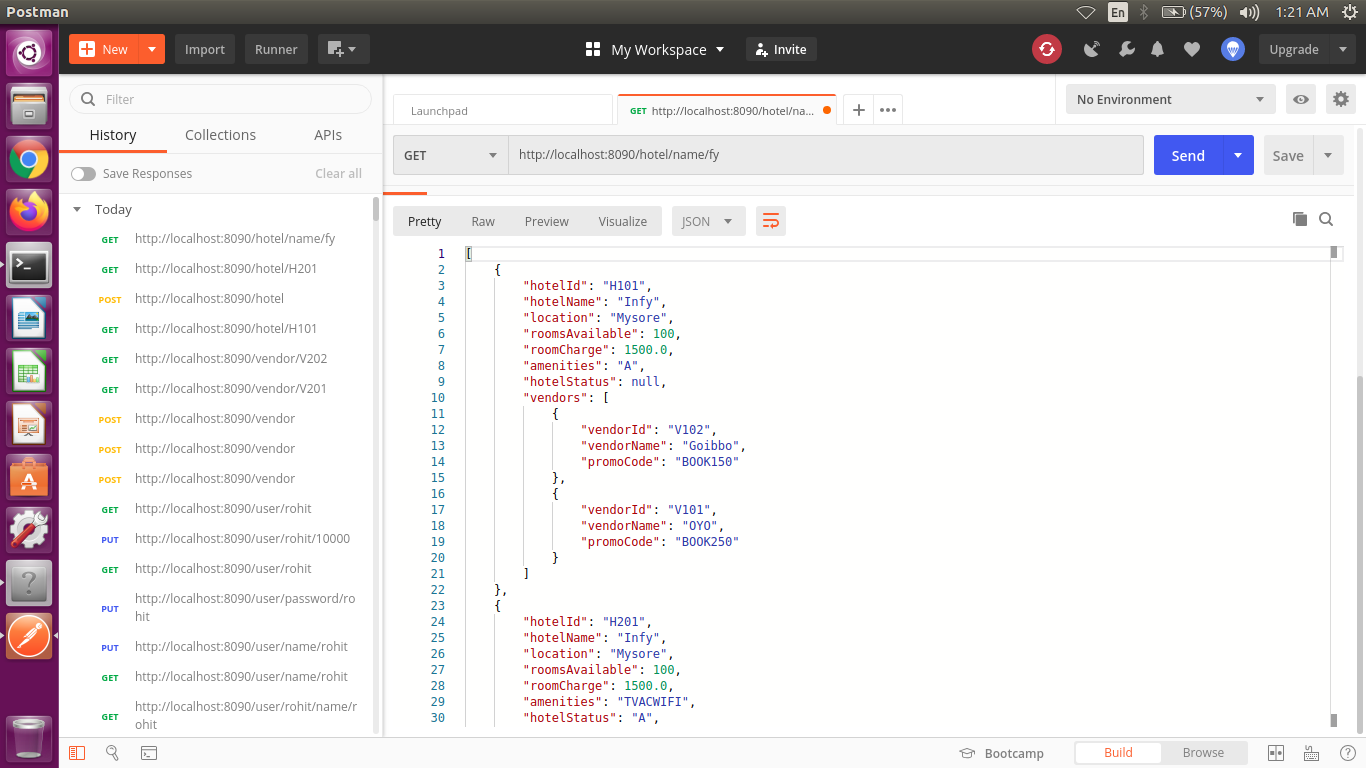 Postman
En
(57%)
1:21 AM
New
Import
Runner
My Workspace
Invite
Upgrade
Filter
History
Collections
APIs
Save Responses
Clear all
Today
GET http://localhost:8090/hotel/name/fy
GET http://localhost:8090/hotel/H201
POST http://localhost:8090/hotel
GET http://localhost:8090/hotel/H101
GET http://localhost:8090/vendor/V202
GET http://localhost:8090/vendor/V201
POST http://localhost:8090/vendor
POST http://localhost:8090/vendor
POST http://localhost:8090/vendor
GET http://localhost:8090/user/rohit
PUT http://localhost:8090/user/rohit/10000
GET http://localhost:8090/user/rohit
PUT http://localhost:8090/user/password/ro
hit
PUT http://localhost:8090/user/name/rohit
GET http://localhost:8090/user/name/rohit
GET http://localhost:8090/user/rohit/name/r
ohit
Launchpad
GET http://localhost:8090/hotel/na...
No Environment
GET
http://localhost:8090/hotel/name/fy
Send
Save
Pretty
Raw
Preview
Visualize
JSON
1 [
2 {
3 "hotelId": "H101",
4 "hotelName": "Infy",
5 "location": "Mysore",
6 "roomsAvailable": 100,
7 "roomCharge": 1500.0,
8 "amenities": "A",
9 "hotelStatus": null,
10 "vendors": [
11 {
12 "vendorId": "V102",
13 "vendorName": "Goibbo",
14 "promoCode": "BOOK150"
15 },
16 {
17 "vendorId": "V101",
18 "vendorName": "OYO",
19 "promoCode": "BOOK250"
20 }
21 ]
22 },
23 {
24 "hotelId": "H201",
25 "hotelName": "Infy",
26 "location": "Mysore",
27 "roomsAvailable": 100,
28 "roomCharge": 1500.0,
29 "amenities": "TVACWIFI",
30 "hotelStatus": "A",
Bootcamp
Build
Browse